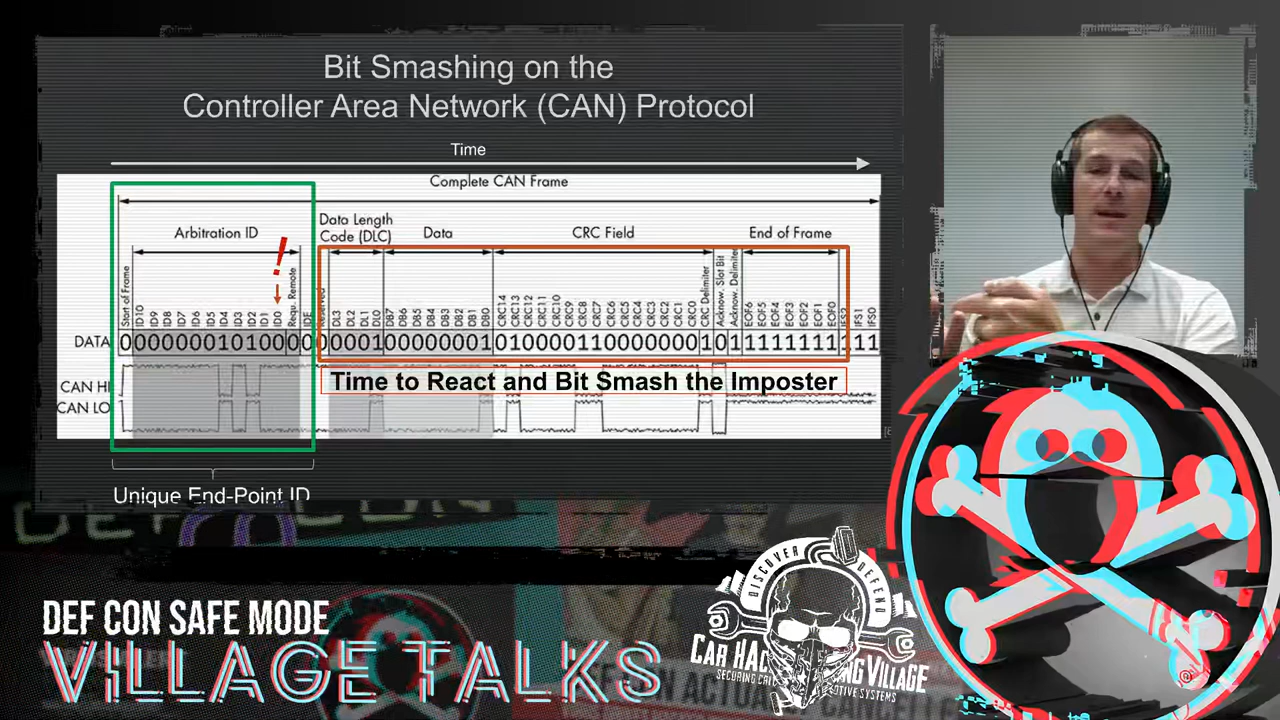 Bit Smashing on the
Controller Area Network (CAN) Protocol
Time
Complete CAN Frame
Arbitration ID
Data Length
Code (DLC)
Data
CRC Field
End of Frame
!
Start of Frame
ID10
ID9
ID8
ID7
ID6
ID5
ID4
ID3
ID2
ID1
ID0
Requ. Remote
IDE
DL3
DL2
DL1
DL0
DB7
DB6
DB5
DB4
DB3
DB2
DB1
DB0
CRC14
CRC13
CRC12
CRC11
CRC10
CRC9
CRC8
CRC7
CRC6
CRC5
CRC4
CRC3
CRC2
CRC1
CRC0
CRC Delimiter
Acknow. Slot Bit
Acknow. Delimiter
EOF6
EOF5
EOF4
EOF3
EOF2
EOF1
EOF0
IFS2
IFS1
IFS0
DATA
CAN HI
CAN LO
Time to React and Bit Smash the Imposter
Unique End-Point ID
DEF CON
DEF CON SAFE MODE
VILLAGE TALKS
DISCOVER
DEFEND
CAR HACKING VILLAGE